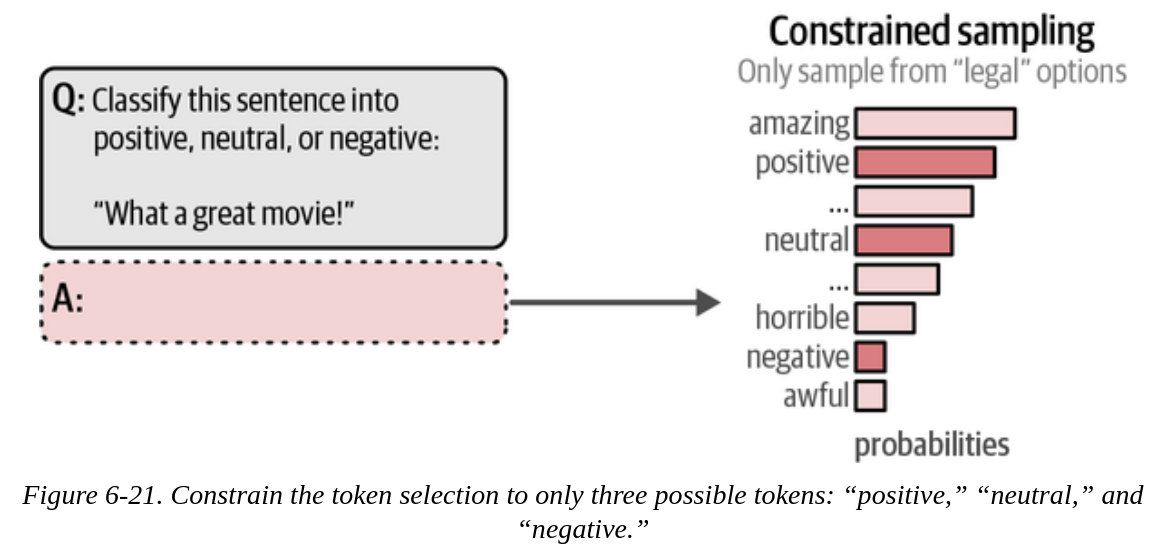 Constrained sampling
Only sample from “legal” options
Q: Classify this sentence into
positive, neutral, or negative:
“What a great movie!”
A:
amazing
positive
...
neutral
...
horrible
negative
awful
probabilities
Figure 6-21. Constrain the token selection to only three possible tokens: “positive,” “neutral,” and
“negative.”